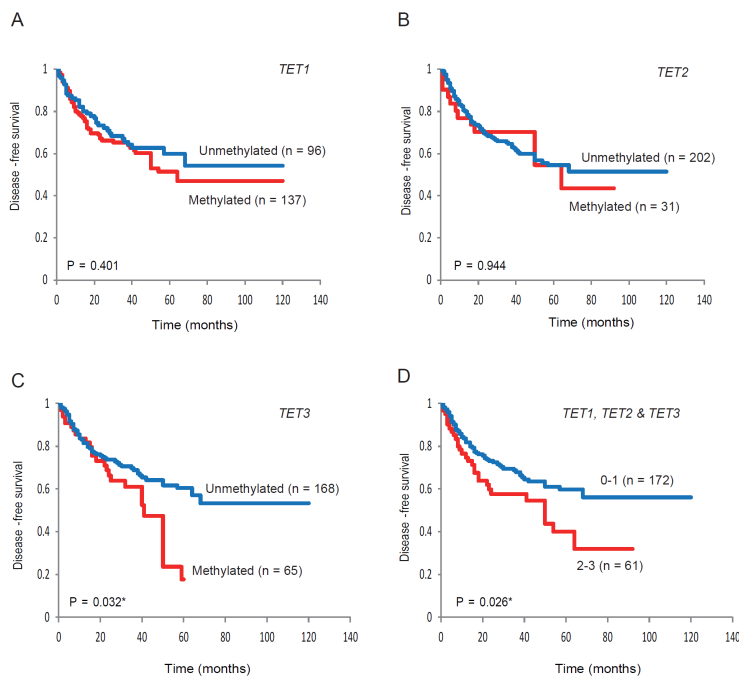 A
TET1
1
0.8
0.6
0.4
0.2
0
Disease -free survival
Unmethylated (n = 96)
Methylated (n = 137)
P = 0.401
0 20 40 60 80 100 120 140
Time (months)
B
TET2
1
0.8
0.6
0.4
0.2
0
Disease -free survival
Unmethylated (n = 202)
Methylated (n = 31)
P = 0.944
0 20 40 60 80 100 120 140
Time (months)
C
TET3
1
0.8
0.6
0.4
0.2
0
Disease -free survival
Unmethylated (n = 168)
Methylated (n = 65)
P = 0.032*
0 20 40 60 80 100 120 140
Time (months)
D
TET1, TET2 & TET3
1
0.8
0.6
0.4
0.2
0
Disease -free survival
0-1 (n = 172)
2-3 (n = 61)
P = 0.026*
0 20 40 60 80 100 120 140
Time (months)